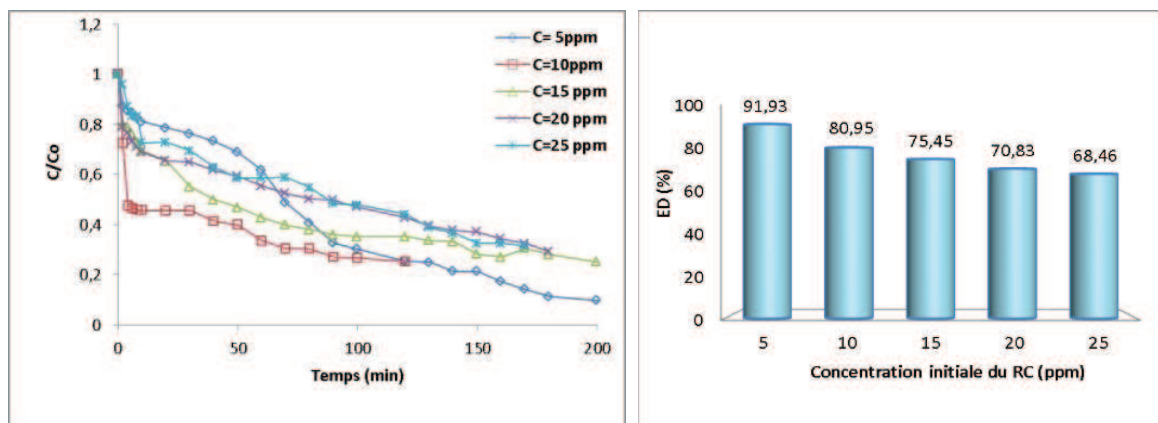 1,2
1
0,8
0,6
0,4
0,2
0
C/Co
0 50 100 150 200
Temps (min)
C= 5ppm
C=10ppm
C=15 ppm
C=20 ppm
C=25 ppm
100
80
60
40
20
0
ED (%)
91,93 80,95 75,45 70,83 68,46
5 10 15 20 25
Concentration initiale du RC (ppm)